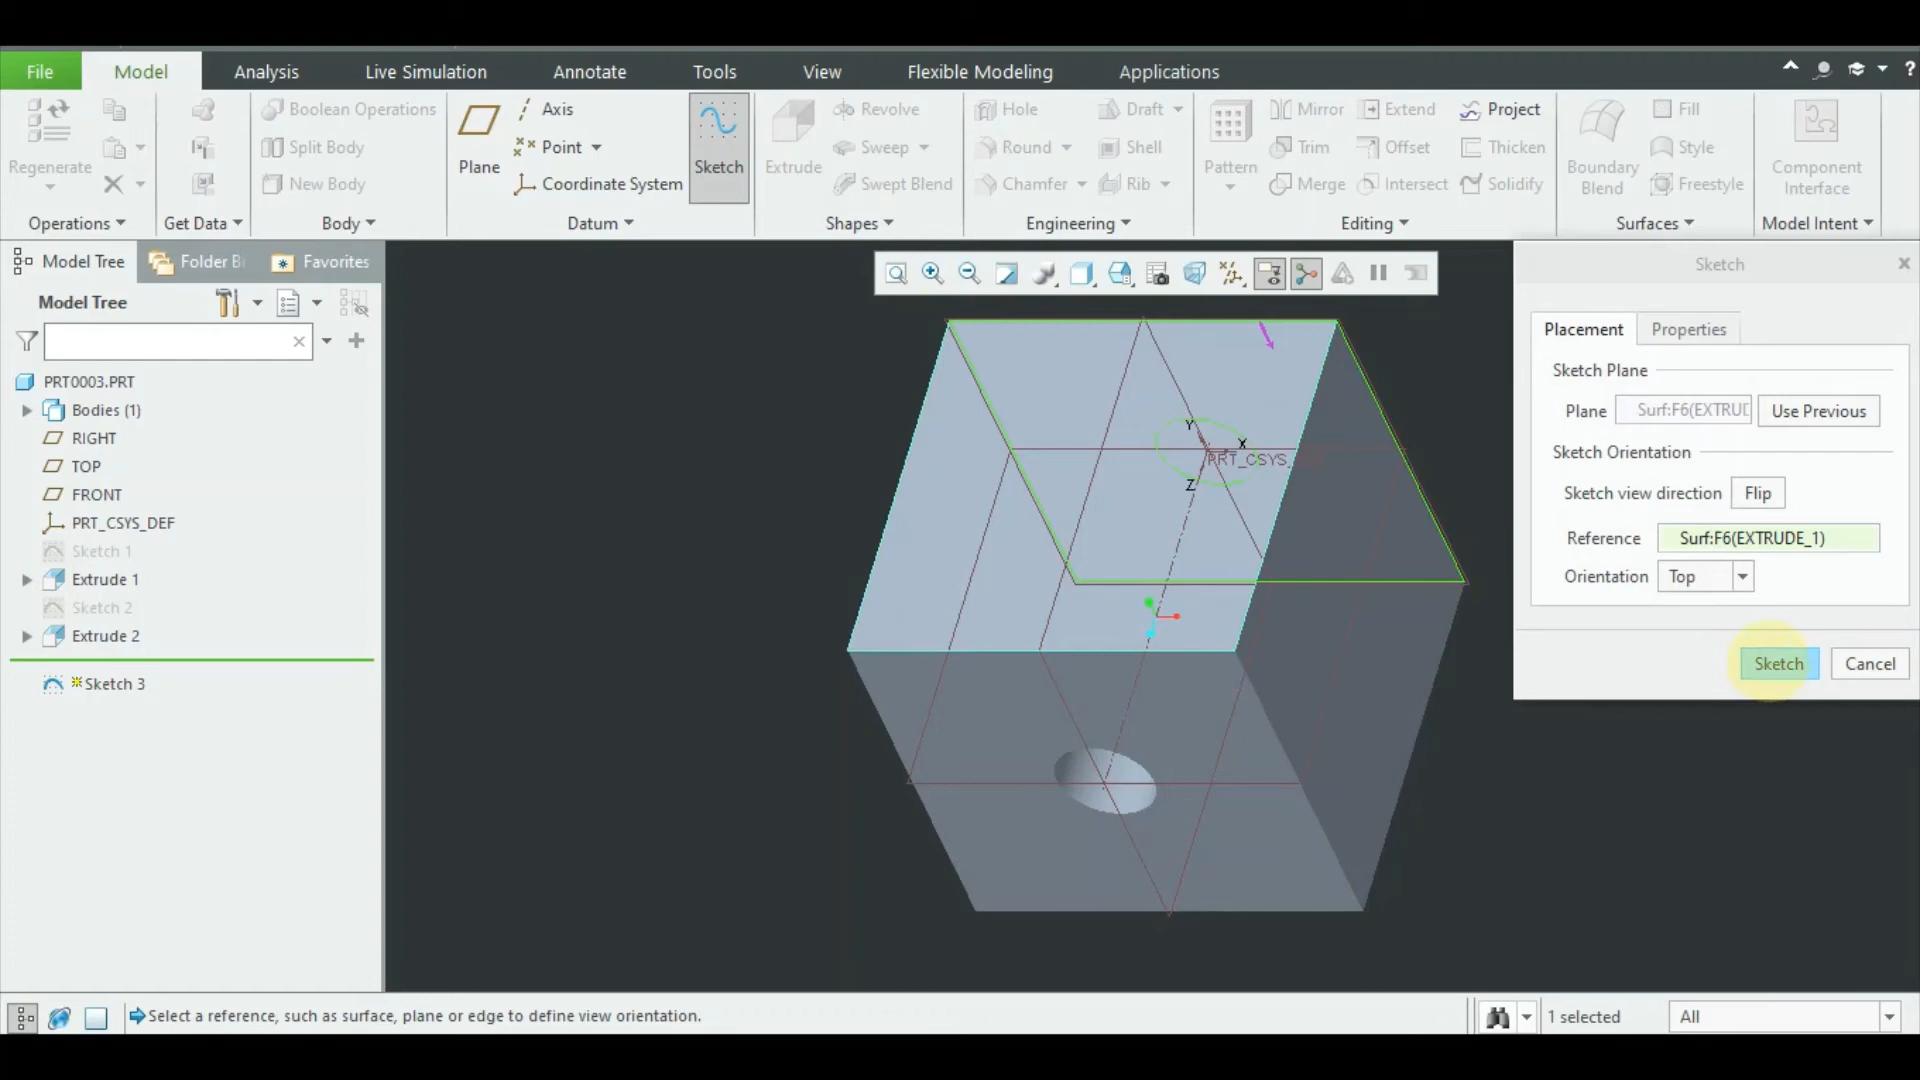 File Model Analysis Live Simulation Annotate Tools View Flexible Modeling Applications ?
Regenerate
Operations
Get Data
Boolean Operations
Split Body
New Body
Body
Plane
Axis
Point
Coordinate System
Sketch
Datum
Extrude
Revolve
Sweep
Swept Blend
Shapes
Hole
Round
Chamfer
Draft
Shell
Rib
Engineering
Pattern
Mirror
Trim
Merge
Extend
Offset
Intersect
Project
Thicken
Solidify
Editing
Boundary
Blend
Fill
Style
Freestyle
Surfaces
Component
Interface
Model Intent
Model Tree Folder B Favorites
Model Tree
PRT0003.PRT
Bodies (1)
RIGHT
TOP
FRONT
PRT_CSYS_DEF
Sketch 1
Extrude 1
Sketch 2
Extrude 2
Sketch 3
Y
X
PRT_CSYS_
Z
Sketch
Placement Properties
Sketch Plane
Plane Surf:F6(EXTRUD Use Previous
Sketch Orientation
Sketch view direction Flip
Reference Surf:F6(EXTRUDE_1)
Orientation Top
Sketch Cancel
Select a reference, such as surface, plane or edge to define view orientation.
1 selected All